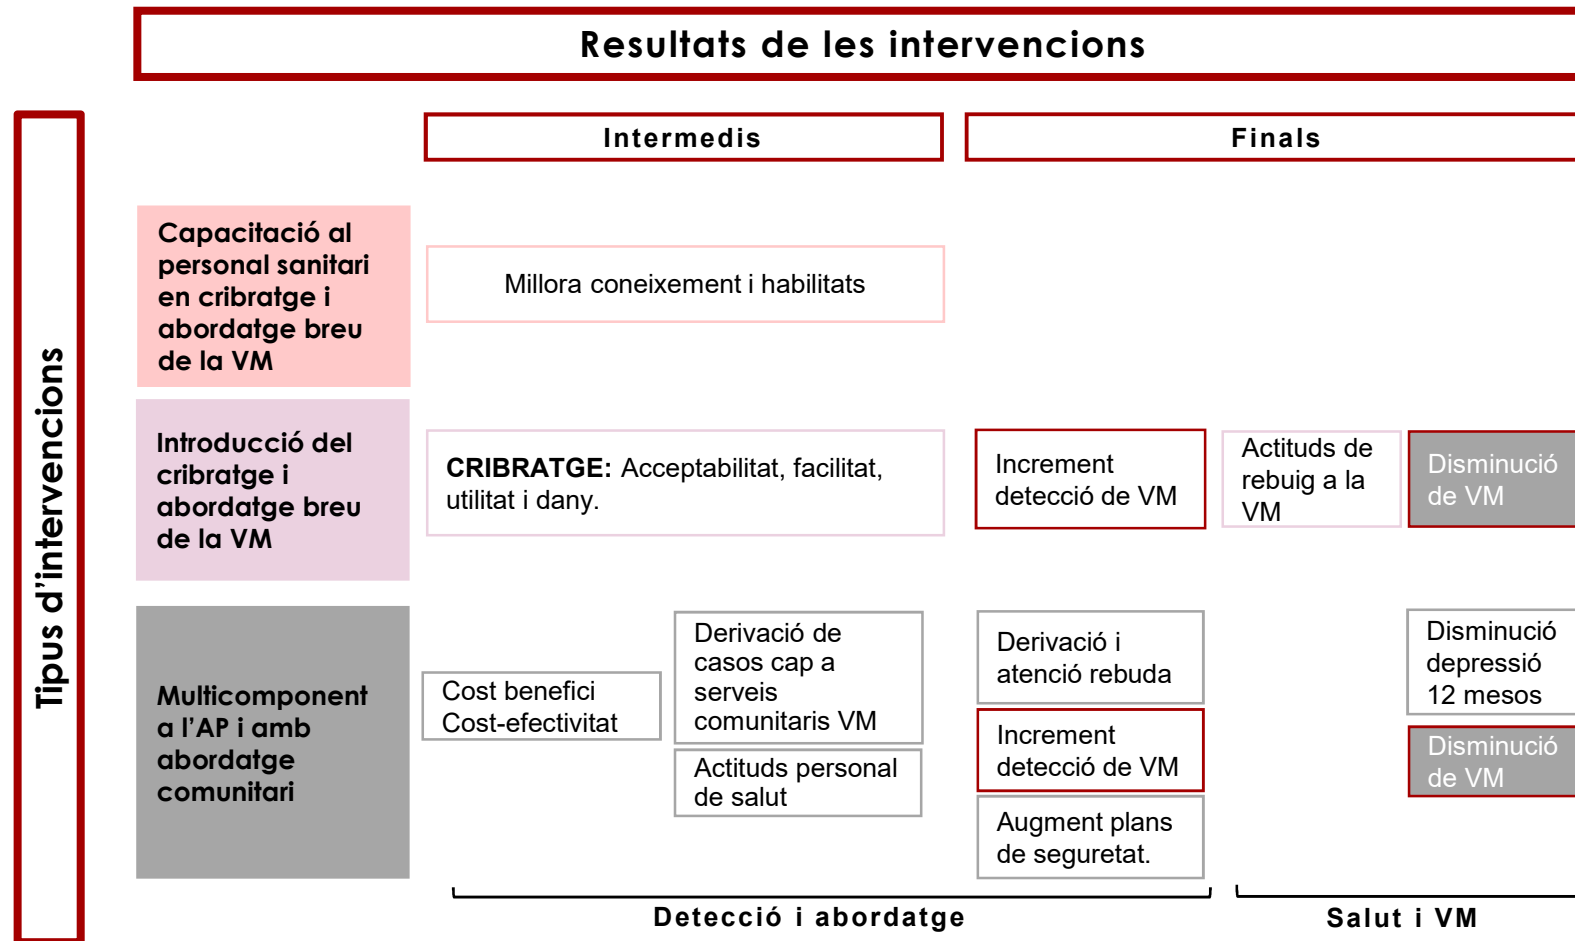 Resultats de les intervencions
Tipus d'intervencions
Intermedis
Finals
Capacitació al
personal sanitari
en cribratge i
abordatge breu
de la VM
Millora coneixement i habilitats
Introducció del
cribratge i
abordatge breu
de la VM
CRIBRATGE: Acceptabilitat, facilitat,
utilitat i dany.
Increment
detecció de VM
Actituds de
rebuig a la
VM
Disminució
de VM
Multicomponent
a l'AP i amb
abordatge
comunitari
Cost benefici
Cost-efectivitat
Derivació de
casos cap a
serveis
comunitaris VM
Actituds personal
de salut
Derivació i
atenció rebuda
Increment
detecció de VM
Augment plans
de seguretat.
Disminució
depressió
12 mesos
Disminució
de VM
Detecció i abordatge
Salut i VM